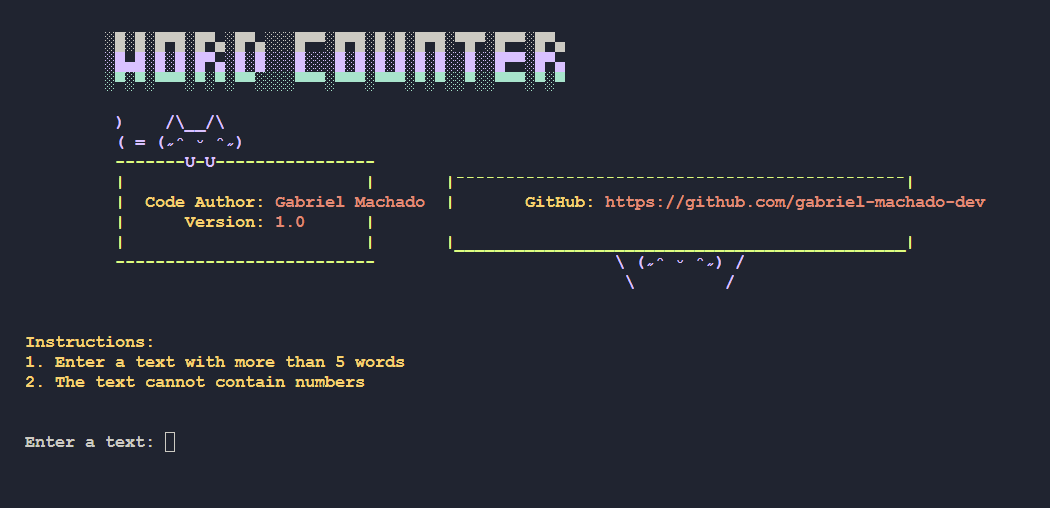 WORD COUNTER
Code Author: Gabriel Machado
Version: 1.0
GitHub: https://github.com/gabriel-machado-dev
Instructions:
1. Enter a text with more than 5 words
2. The text cannot contain numbers
Enter a text: